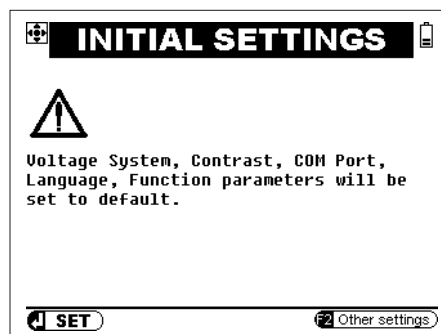 INITIAL SETTINGS
Voltage System, Contrast, COM Port,
Language, Function parameters will be
set to default.
SET
F2 Other settings